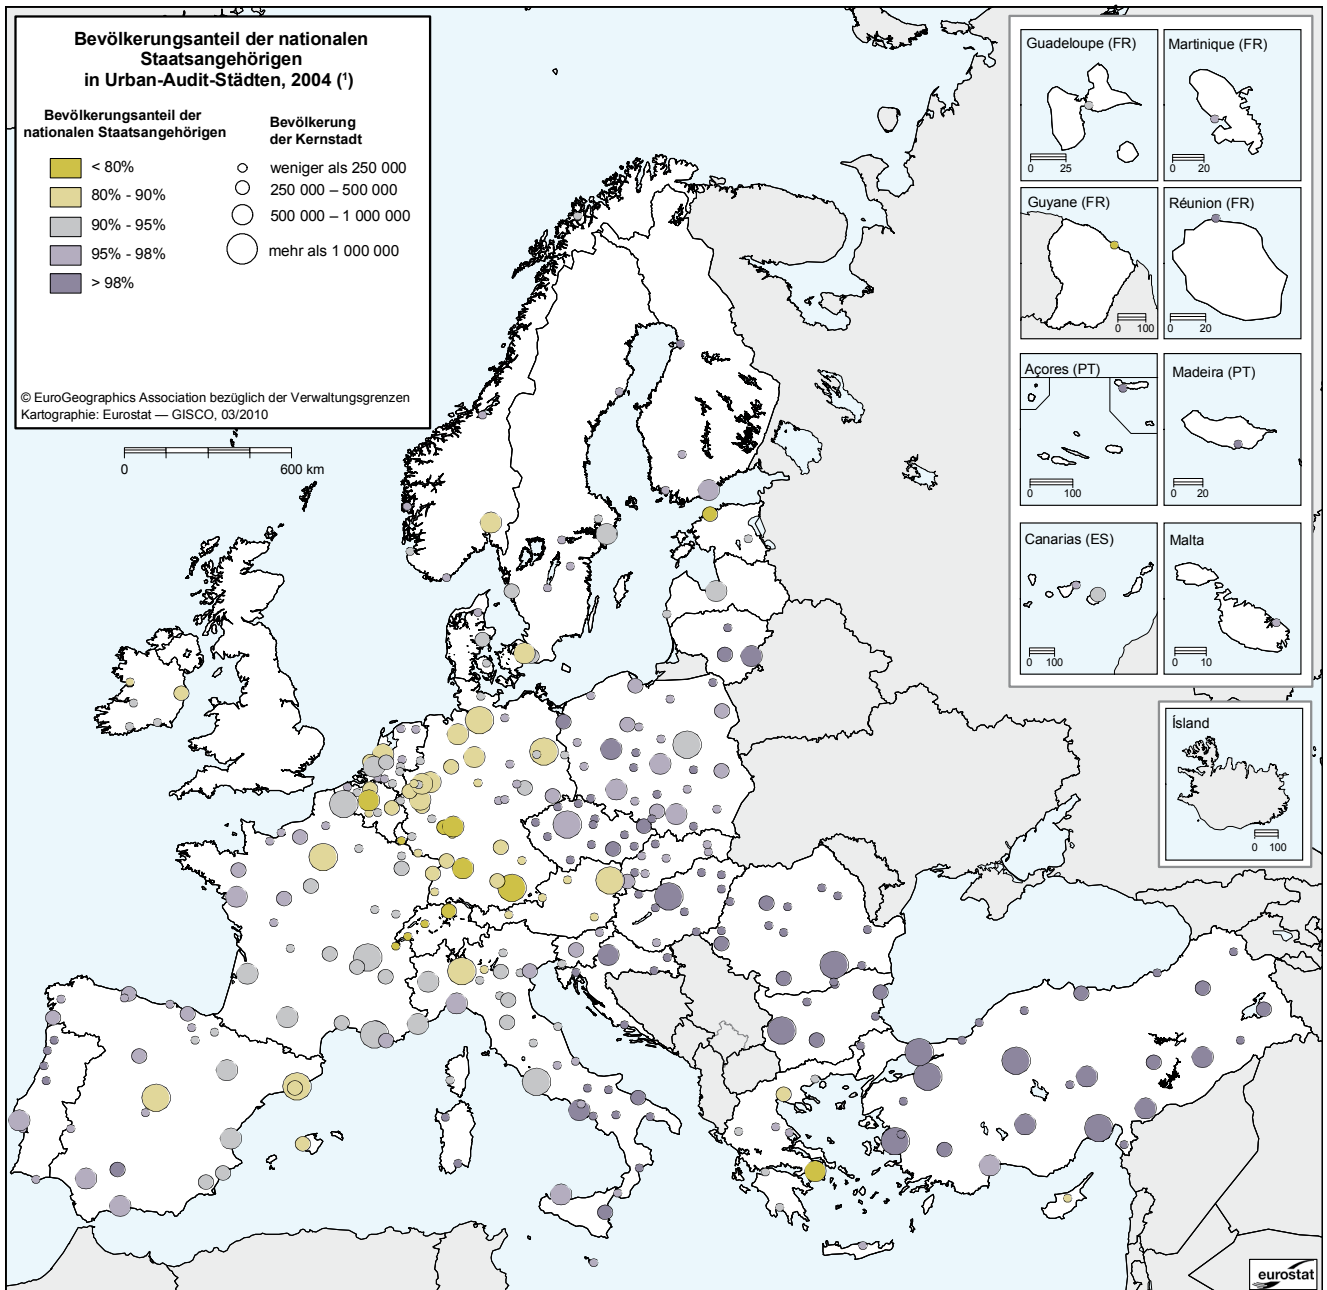 Bevölkerungsanteil der nationalen
Staatsangehörigen
in Urban-Audit-Städten, 2004 (¹)
Bevölkerungsanteil der
nationalen Staatsangehörigen
< 80%
80% - 90%
90% - 95%
95% - 98%
> 98%
Bevölkerung
der Kernstadt
weniger als 250 000
250 000 – 500 000
500 000 – 1 000 000
mehr als 1 000 000
© EuroGeographics Association bezüglich der Verwaltungsgrenzen
Kartographie: Eurostat — GISCO, 03/2010
0 600 km
Guadeloupe (FR)
0 25
Martinique (FR)
0 20
Guyane (FR)
0 100
Réunion (FR)
0 20
Açores (PT)
0 100
Madeira (PT)
0 20
Canarias (ES)
0 100
Malta
0 10
Ísland
0 100
eurostat